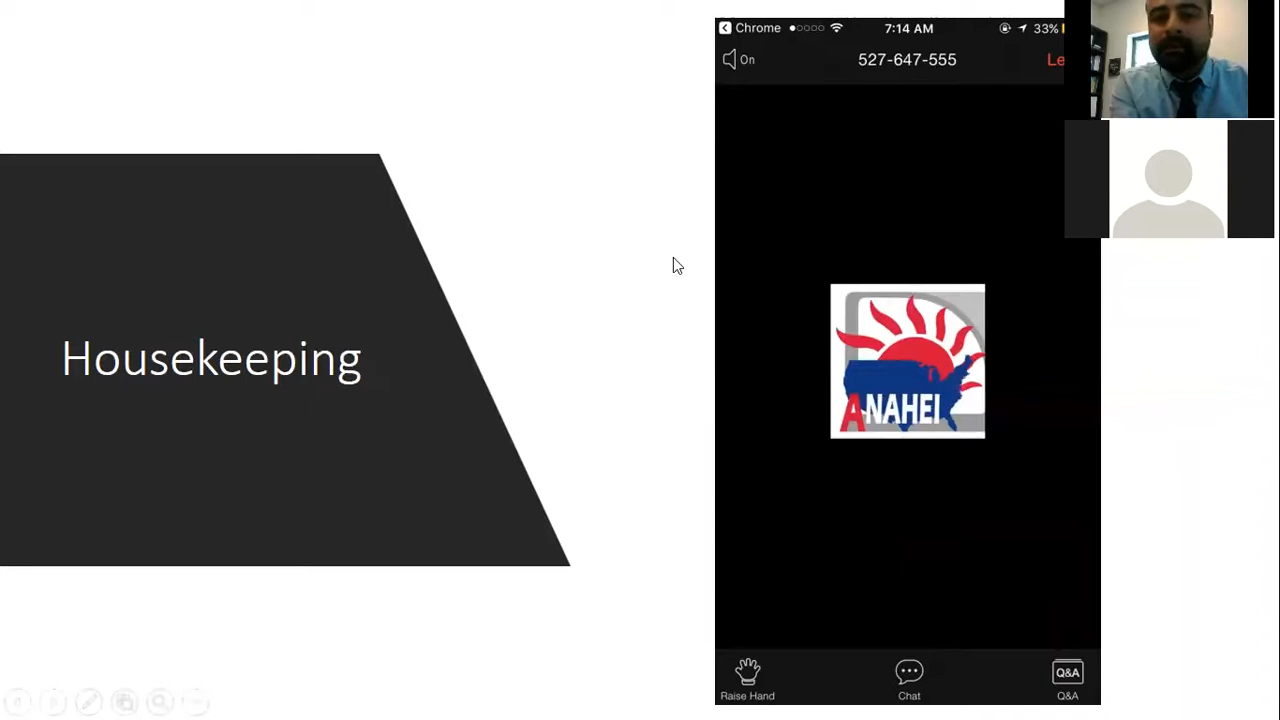 Housekeeping
Chrome 7:14 AM 33%
On 527-647-555 Le
ANAHEI
Raise Hand Chat Q&A
Q&A